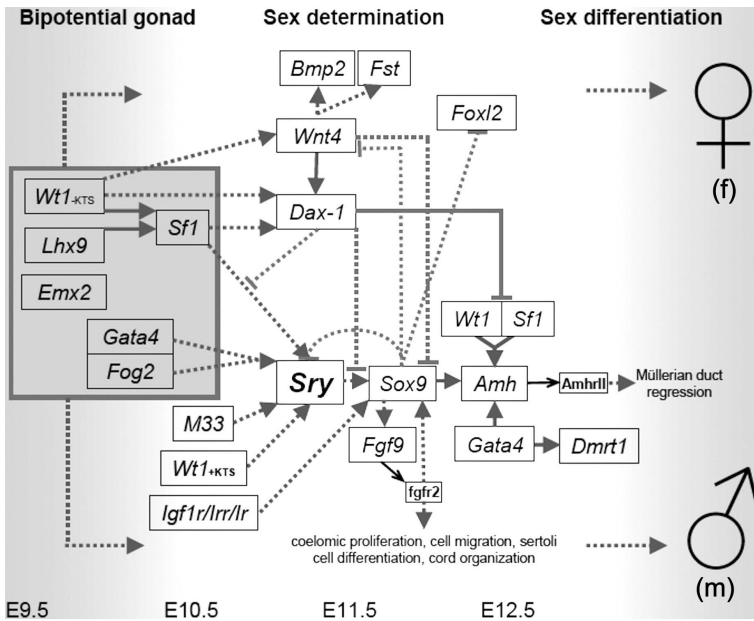 Bipotential gonad
Sex determination
Sex differentiation
Bmp2
Fst
Foxl2
Wnt4
(f)
Wt1-KTS
Dax-1
Sf1
Lhx9
Emx2
Wt1
Sf1
Gata4
Fog2
Sry
Sox9
Amh
AmhrII
Müllerian duct
regression
M33
Fgf9
Gata4
Dmrt1
Wt1+KTS
fgfr2
Igf1r/Irr/Ir
coelomic proliferation, cell migration, sertoli
cell differentiation, cord organization
(m)
E9.5
E10.5
E11.5
E12.5